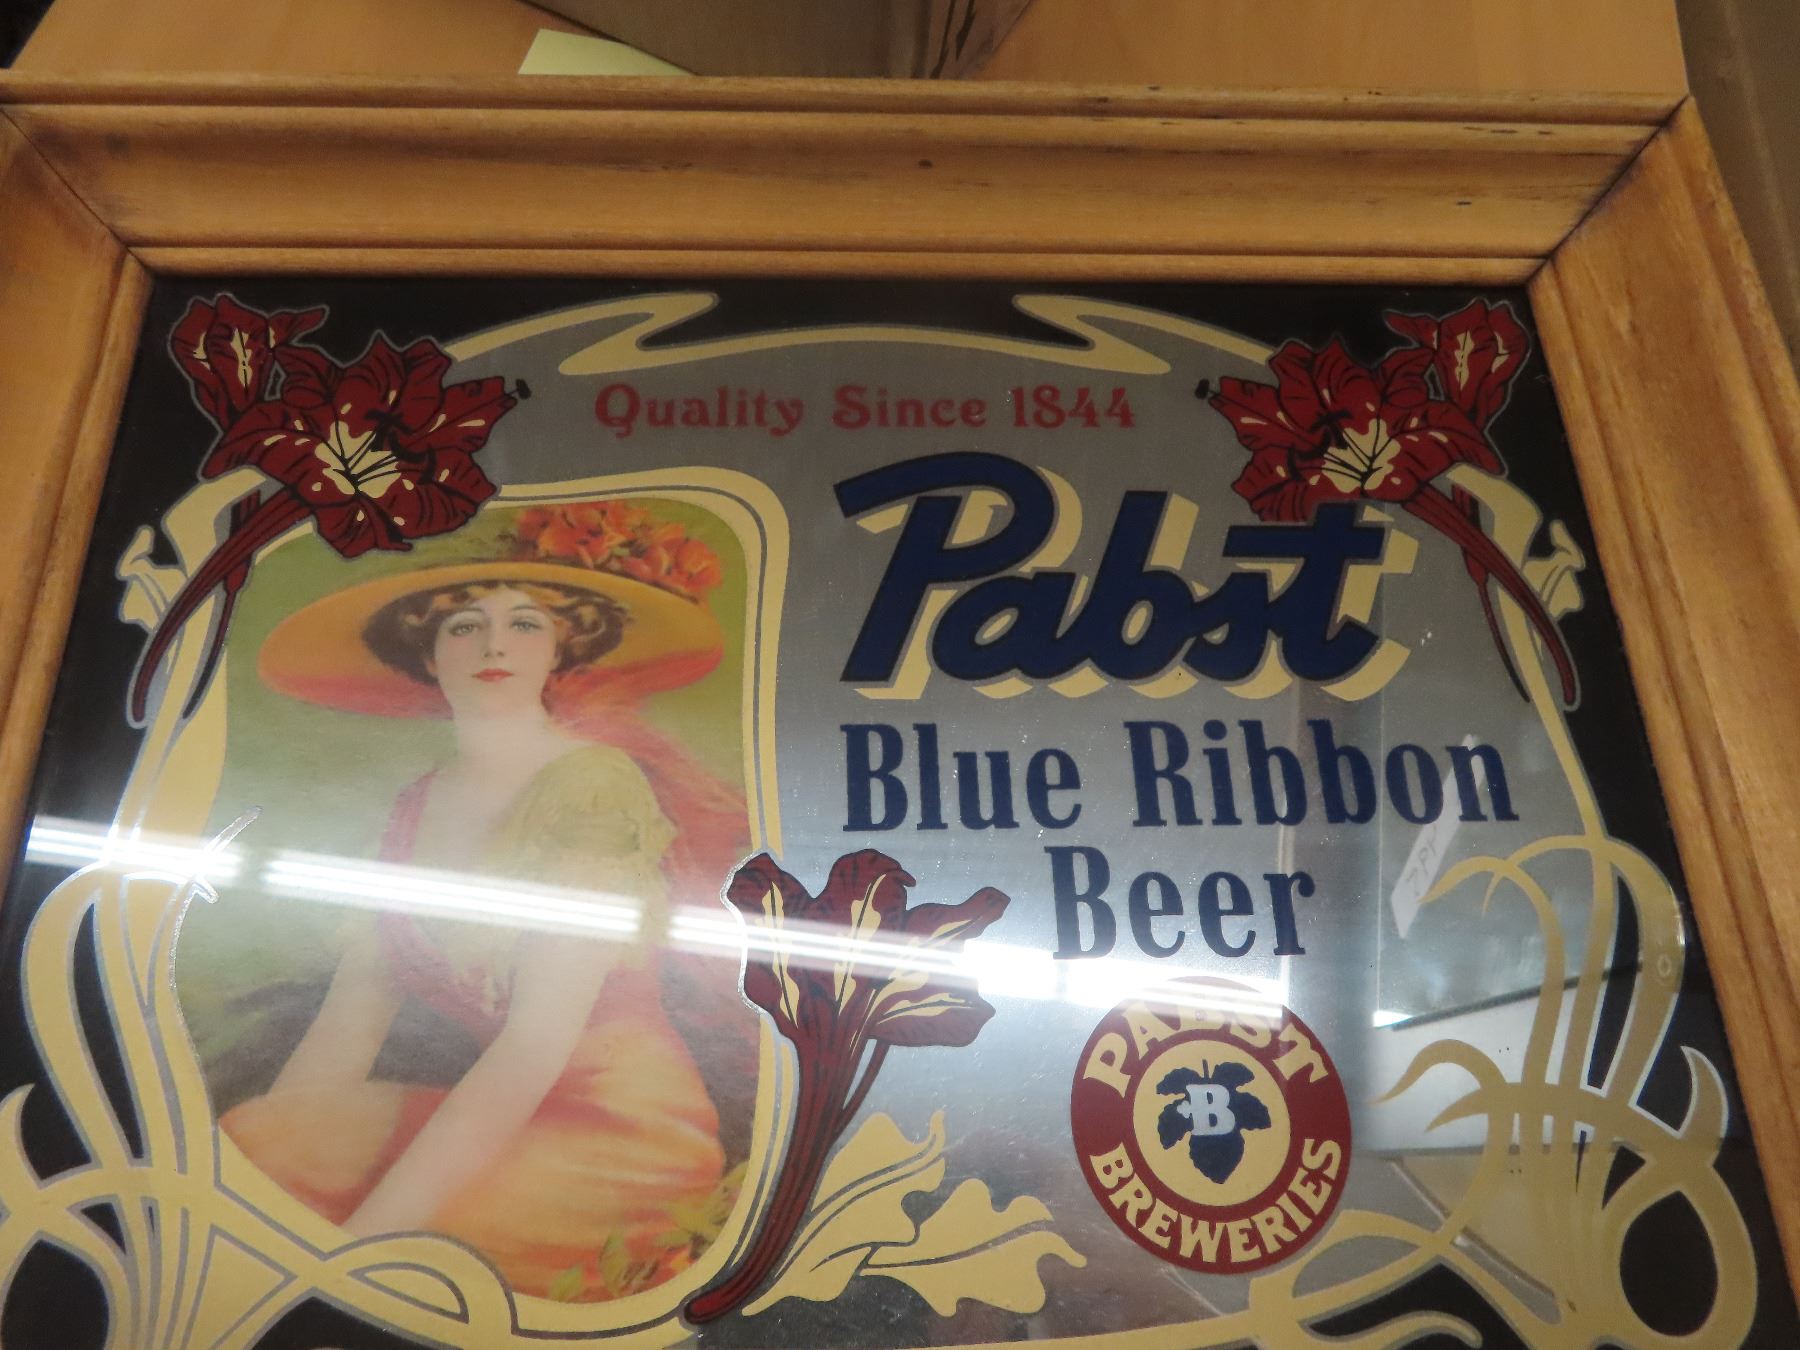 Quality Since 1844
Pabst
Blue Ribbon
Beer
PABST
B
BREWERIES